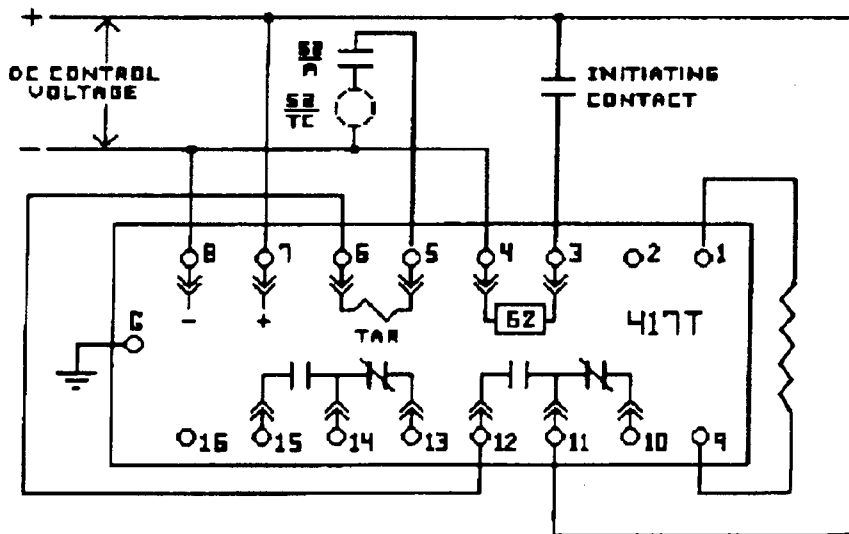 +
DC CONTROL
VOLTAGE
-
52
A
52
TC
INITIATING
CONTACT
8 7 6 5 4 3 2 1
- +
TAR
62
417T
G
16 15 14 13 12 11 10 9